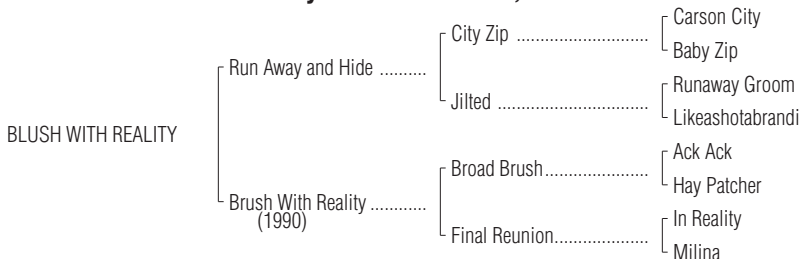 Carson City
City Zip ........................................
Baby Zip
Run Away and Hide ..........
Runaway Groom
Jilted ..............................................
Likeashotabrandi
BLUSH WITH REALITY
Ack Ack
Broad Brush...............................
Hay Patcher
Brush With Reality ............
(1990)
In Reality
Final Reunion............................
Milina